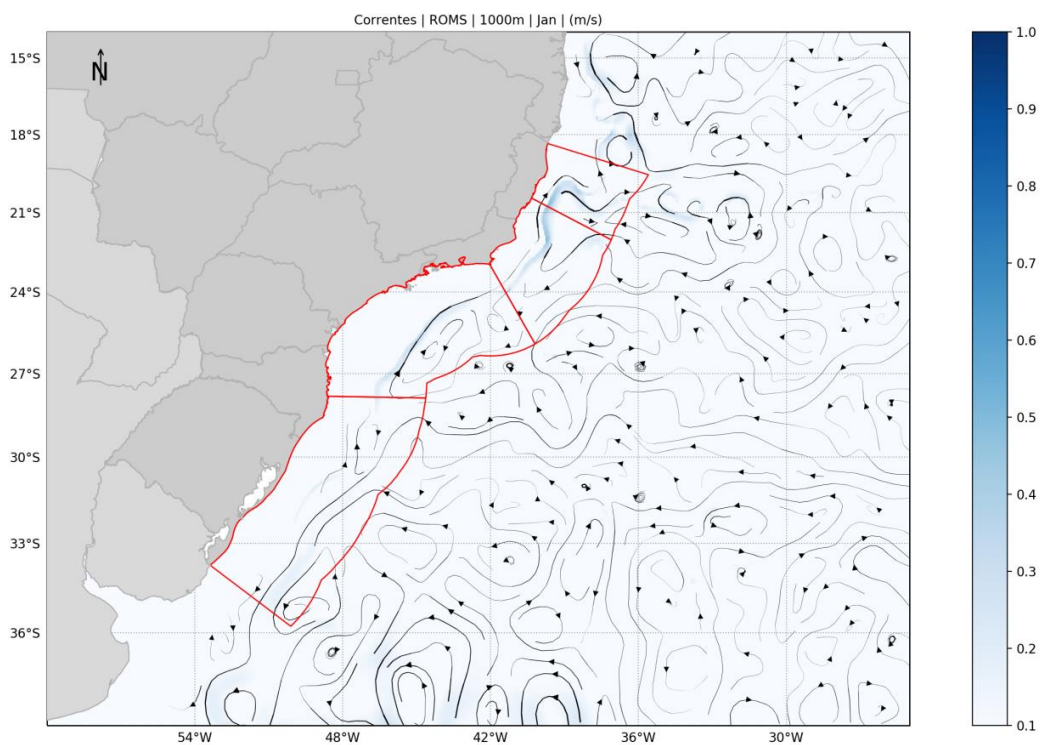 Correntes | ROMS | 1000m | Jan | (m/s)
N
15°S
18°S
21°S
24°S
27°S
30°S
33°S
36°S
54°W
48°W
42°W
36°W
30°W
1.0
0.9
0.8
0.7
0.6
0.5
0.4
0.3
0.2
0.1